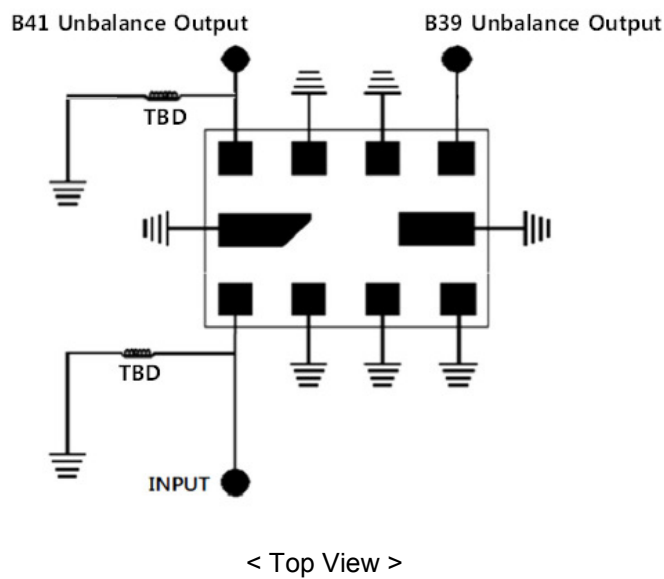 B41 Unbalance Output
B39 Unbalance Output
TBD
TBD
INPUT
< Top View >